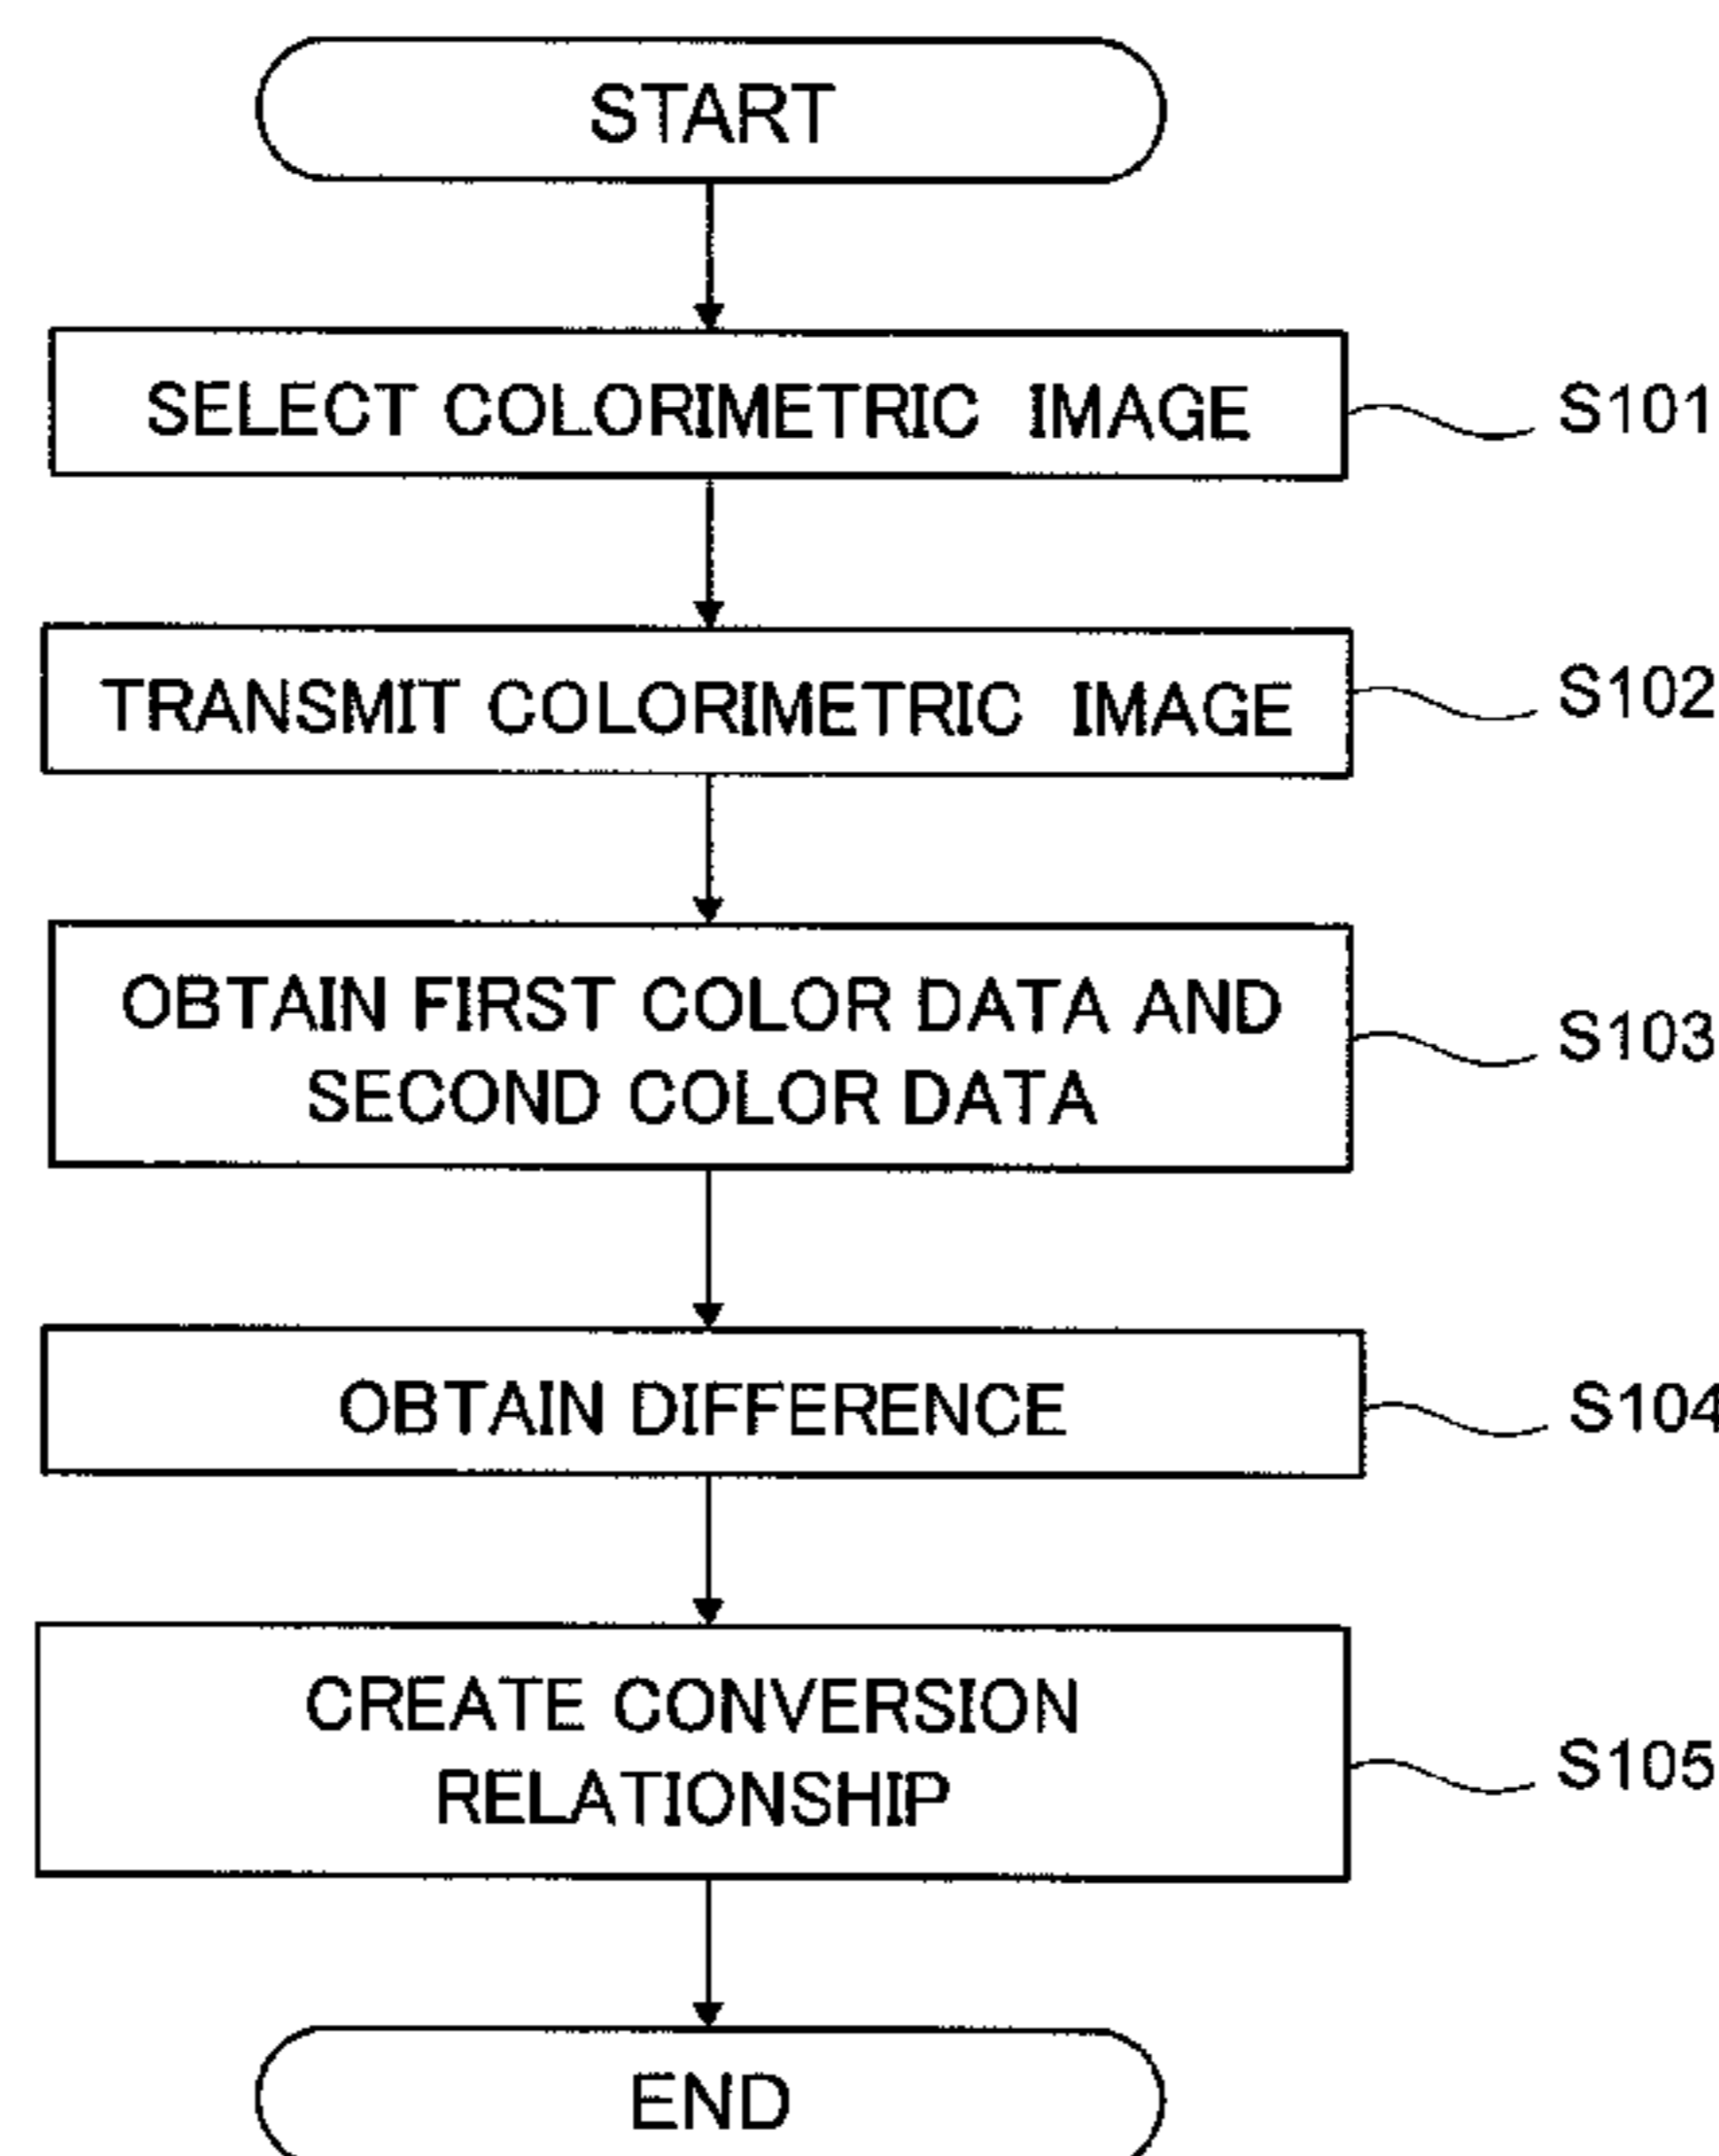 START
SELECT COLORIMETRIC IMAGE
S101
TRANSMIT COLORIMETRIC IMAGE
S102
OBTAIN FIRST COLOR DATA AND
SECOND COLOR DATA
S103
OBTAIN DIFFERENCE
S104
CREATE CONVERSION
RELATIONSHIP
S105
END